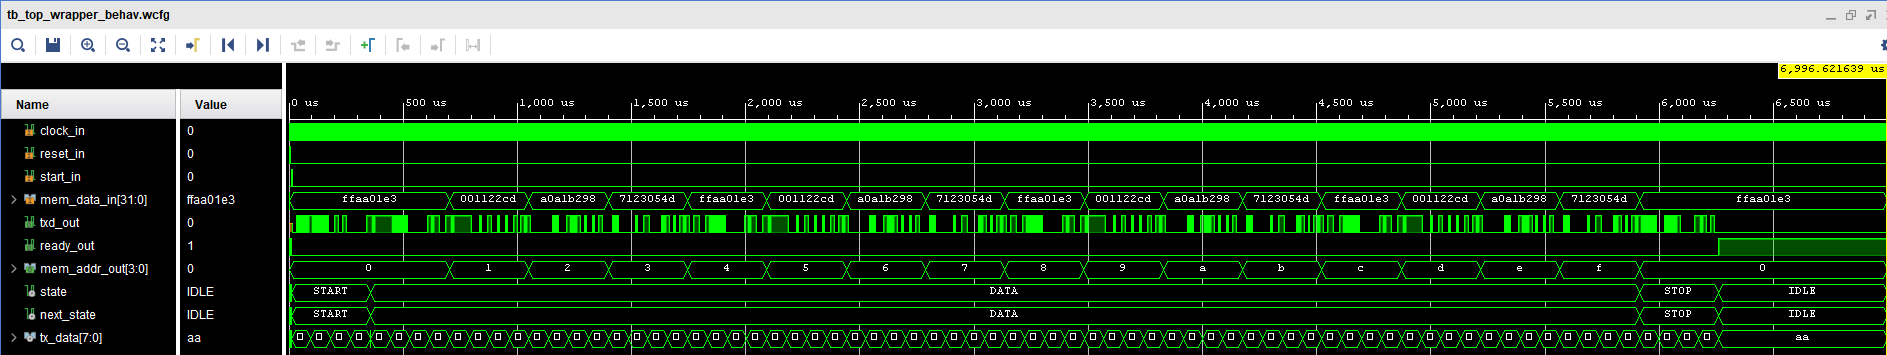 tb_top_wrapper_behav.wcfg
6,996.621639 us
Name Value 0 us 500 us 1,000 us 1,500 us 2,000 us 2,500 us 3,000 us 3,500 us 4,000 us 4,500 us 5,000 us 5,500 us 6,000 us 6,500 us
clock_in 0
reset_in 0
start_in 0
mem_data_in[31:0] ffaa01e3 ffaa01e3 001122cd a0a1b298 7123054d ffaa01e3 001122cd a0a1b298 7123054d ffaa01e3 001122cd a0a1b298 7123054d ffaa01e3 001122cd a0a1b298 7123054d ffaa01e3
txd_out 0
ready_out 1
mem_addr_out[3:0] 0 0 1 2 3 4 5 6 7 8 9 a b c d e f 0
state IDLE START DATA STOP IDLE
next_state IDLE START DATA STOP IDLE
tx_data[7:0] aa aa